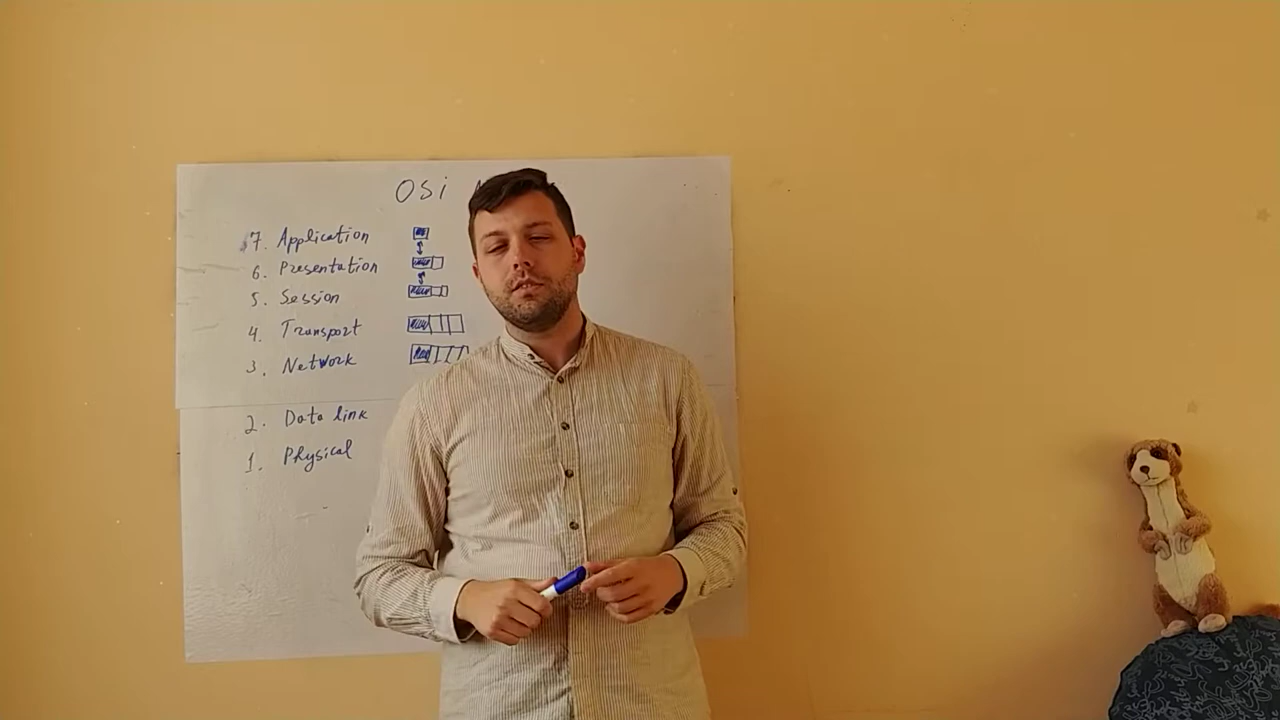 OSi
7. Application
6. Presentation
5. Session
4. Transport
3. Network
2. Data link
1. Physical